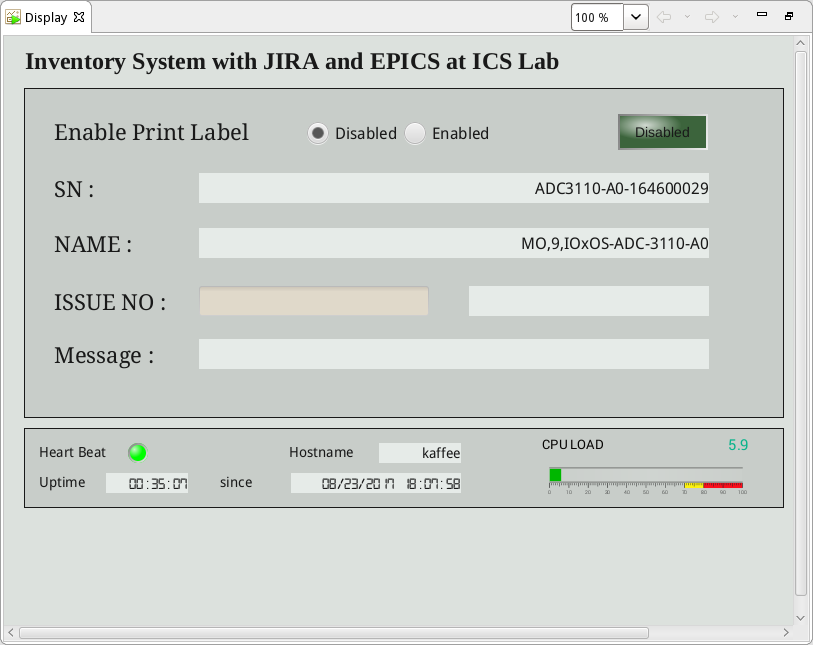 Display
100 %
Inventory System with JIRA and EPICS at ICS Lab
Enable Print Label Disabled Enabled Disabled
SN : ADC3110-A0-164600029
NAME : MO,9,IOxOS-ADC-3110-A0
ISSUE NO :
Message :
Heart Beat Hostname kaffee CPU LOAD 5.9
Uptime 00:35:07 since 08/23/2017 18:07:58
0 10 20 30 40 50 60 70 80 90 100